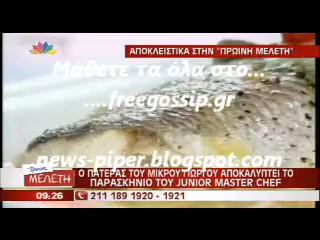 ΑΠΟΚΛΕΙΣΤΙΚΑ ΣΤΗΝ "ΠΡΩΙΝΗ ΜΕΛΕΤΗ"
Μάθετε τα όλα στο...
....freegossip.gr
news-piper.blogspot.com
Πρωινή
ΜΕΛΕΤΗ
Ο ΠΑΤΕΡΑΣ ΤΟΥ ΜΙΚΡΟΥ ΓΙΩΡΓΟΥ ΑΠΟΚΑΛΥΠΤΕΙ ΤΟ
ΠΑΡΑΣΚΗΝΙΟ ΤΟΥ JUNIOR MASTER CHEF
09:26 211 189 1920 - 1921